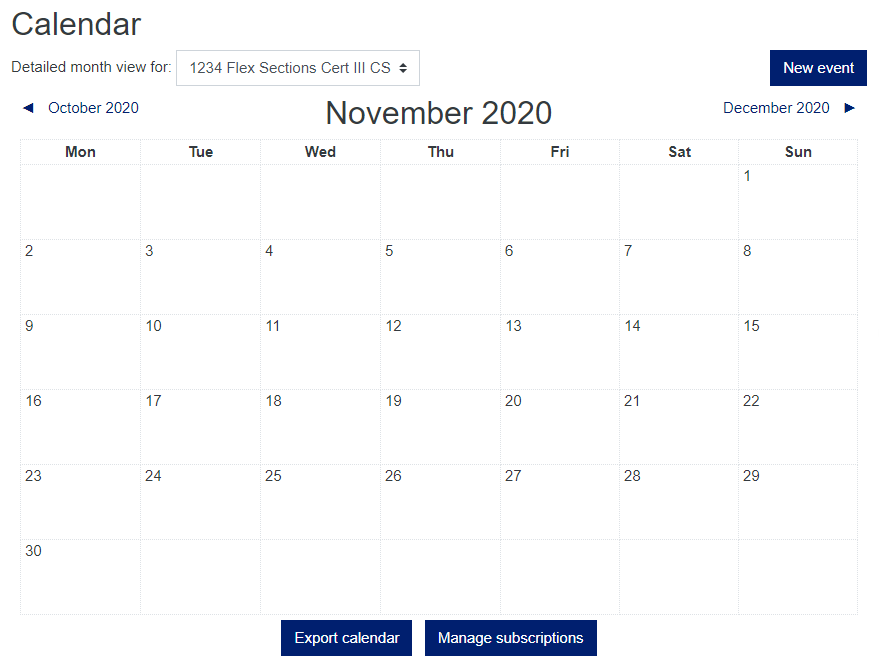 Calendar
Detailed month view for: 1234 Flex Sections Cert III CS New event
◄ October 2020 November 2020 December 2020 ►
Mon Tue Wed Thu Fri Sat Sun
1
2 3 4 5 6 7 8
9 10 11 12 13 14 15
16 17 18 19 20 21 22
23 24 25 26 27 28 29
30
Export calendar Manage subscriptions